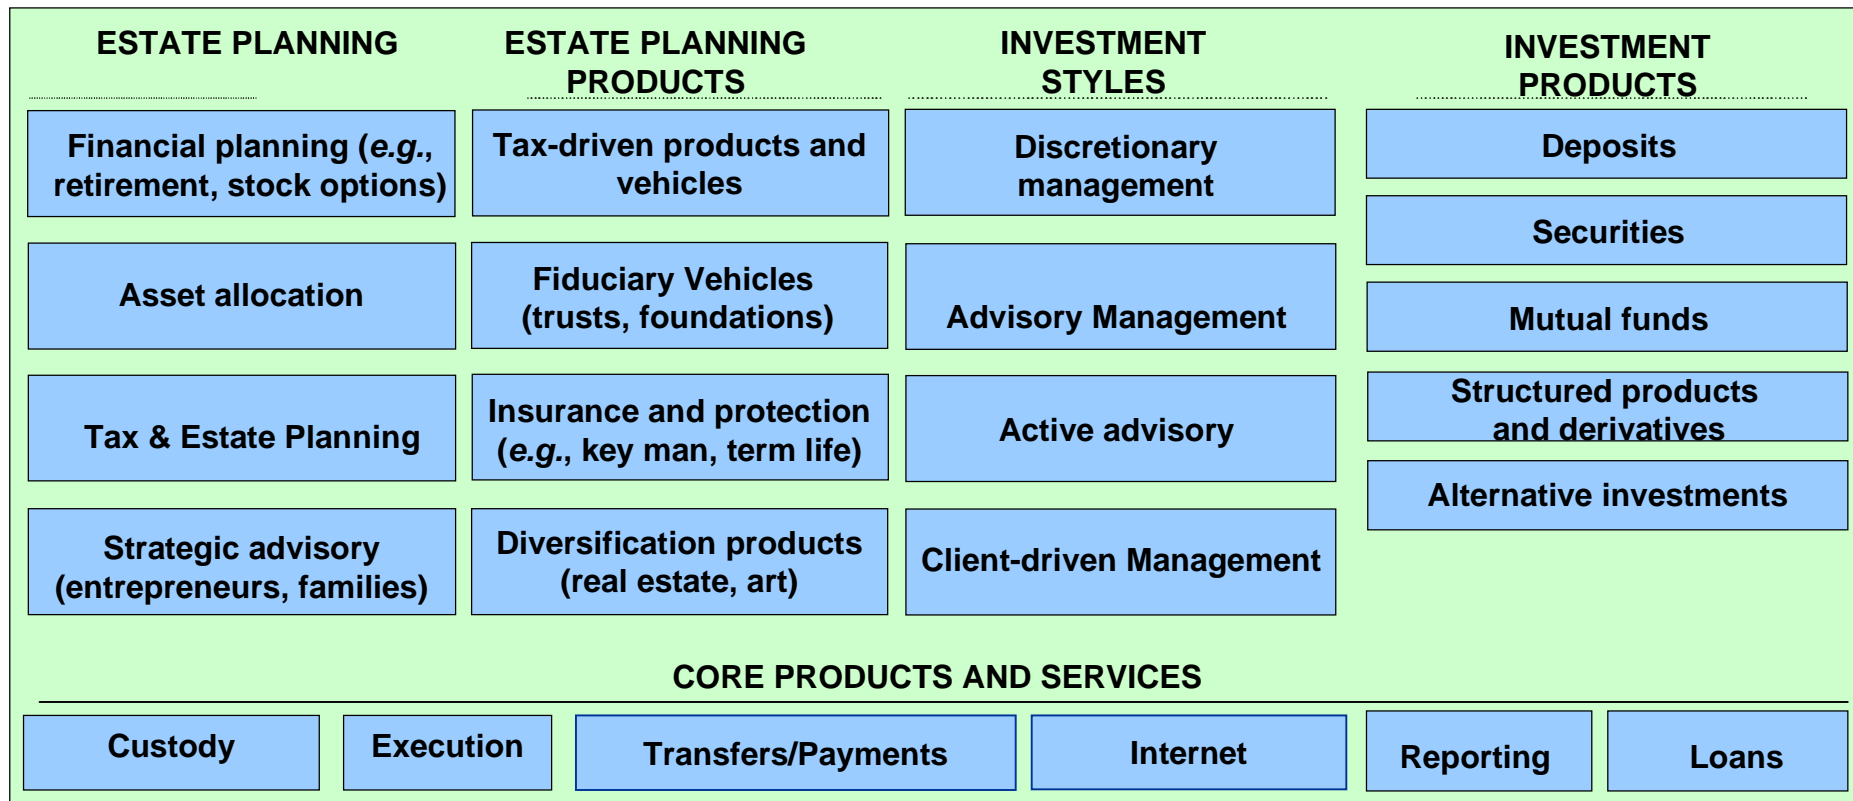 ESTATE PLANNING
Financial planning (e.g.,
retirement, stock options)
Asset allocation
Tax & Estate Planning
Strategic advisory
(entrepreneurs, families)
ESTATE PLANNING
PRODUCTS
Tax-driven products and
vehicles
Fiduciary Vehicles
(trusts, foundations)
Insurance and protection
(e.g., key man, term life)
Diversification products
(real estate, art)
INVESTMENT
STYLES
Discretionary
management
Advisory Management
Active advisory
Client-driven Management
INVESTMENT
PRODUCTS
Deposits
Securities
Mutual funds
Structured products
and derivatives
Alternative investments
CORE PRODUCTS AND SERVICES
Custody
Execution
Transfers/Payments
Internet
Reporting
Loans